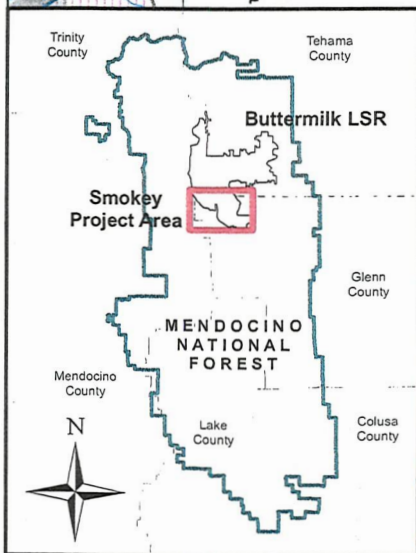 Trinity
County
Tehama
County
Buttermilk LSR
Smokey
Project Area
Glenn
County
MENDOCINO
NATIONAL
FOREST
Mendocino
County
Lake
County
Colusa
County
N